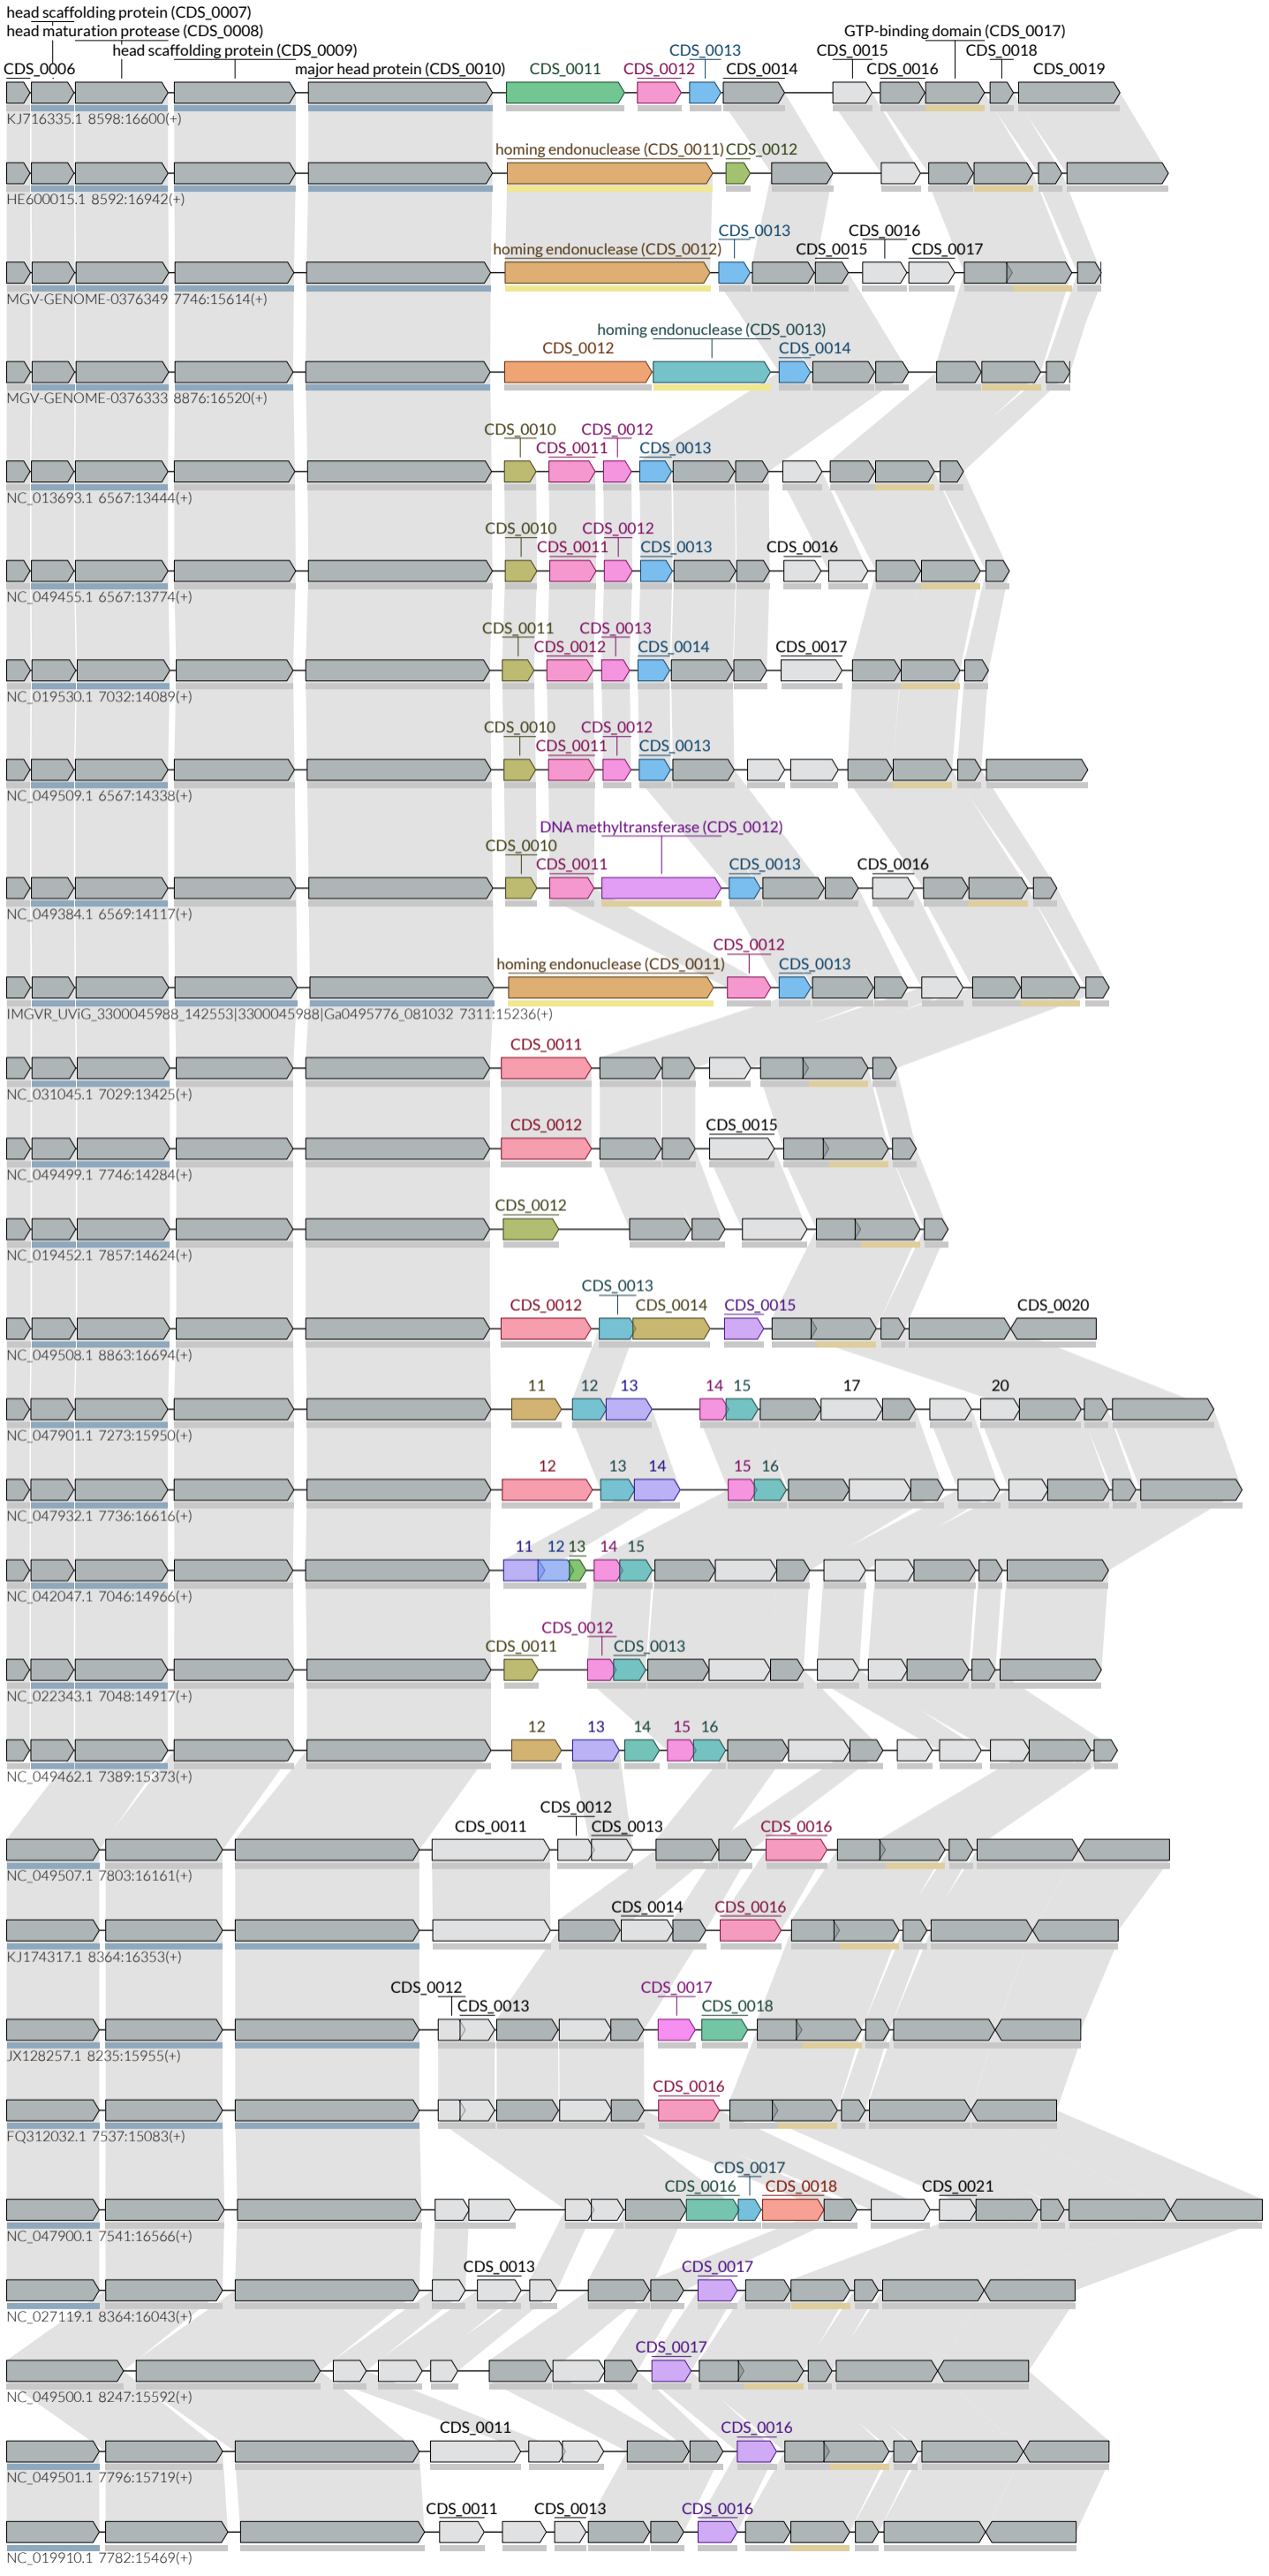 head scaffolding protein (CDS_0007)
head maturation protease (CDS_0008)
GTP-binding domain (CDS_0017)
head scaffolding protein (CDS_0009)
CDS_0013
CDS_0015
CDS_0018
CDS_0006
major head protein (CDS_0010)
CDS_0011
CDS_0012
CDS_0014
CDS_0016
CDS_0019
KJ716335.1 8598:16600(+)
homing endonuclease (CDS_0011)
CDS_0012
HE600015.1 8592:16942(+)
CDS_0013
CDS_0016
homing endonuclease (CDS_0012)
CDS_0015
CDS_0017
MGV-GENOME-0376349 7746:15614(+)
homing endonuclease (CDS_0013)
CDS_0012
CDS_0014
MGV-GENOME-0376333 8876:16520(+)
CDS_0010
CDS_0012
CDS_0011
CDS_0013
NC_013693.1 6567:13444(+)
CDS_0010
CDS_0012
CDS_0011
CDS_0013
CDS_0016
NC_049455.1 6567:13774(+)
CDS_0011
CDS_0013
CDS_0012
CDS_0014
CDS_0017
NC_019530.1 7032:14089(+)
CDS_0010
CDS_0012
CDS_0011
CDS_0013
NC_049509.1 6567:14338(+)
DNA methyltransferase (CDS_0012)
CDS_0010
CDS_0011
CDS_0013
CDS_0016
NC_049384.1 6569:14117(+)
CDS_0012
homing endonuclease (CDS_0011)
CDS_0013
IMGVR_UViG_3300045988_142553|3300045988|Ga0495776_081032 7311:15236(+)
CDS_0011
NC_031045.1 7029:13425(+)
CDS_0012
CDS_0015
NC_049499.1 7746:14284(+)
CDS_0012
NC_019452.1 7857:14624(+)
CDS_0013
CDS_0012
CDS_0014
CDS_0015
CDS_0020
NC_049508.1 8863:16694(+)
11
12
13
14
15
17
20
NC_047901.1 7273:15950(+)
12
13
14
15
16
NC_047932.1 7736:16616(+)
11
12
13
14
15
NC_042047.1 7046:14966(+)
CDS_0012
CDS_0011
CDS_0013
NC_022343.1 7048:14917(+)
12
13
14
15
16
NC_049462.1 7389:15373(+)
CDS_0012
CDS_0011
CDS_0013
CDS_0016
NC_049507.1 7803:16161(+)
CDS_0014
CDS_0016
KJ174317.1 8364:16353(+)
CDS_0012
CDS_0017
CDS_0013
CDS_0018
JX128257.1 8235:15955(+)
CDS_0016
FQ312032.1 7537:15083(+)
CDS_0017
CDS_0016
CDS_0018
CDS_0021
NC_047900.1 7541:16566(+)
CDS_0013
CDS_0017
NC_027119.1 8364:16043(+)
CDS_0017
NC_049500.1 8247:15592(+)
CDS_0011
CDS_0016
NC_049501.1 7796:15719(+)
CDS_0011
CDS_0013
CDS_0016
NC_019910.1 7782:15469(+)